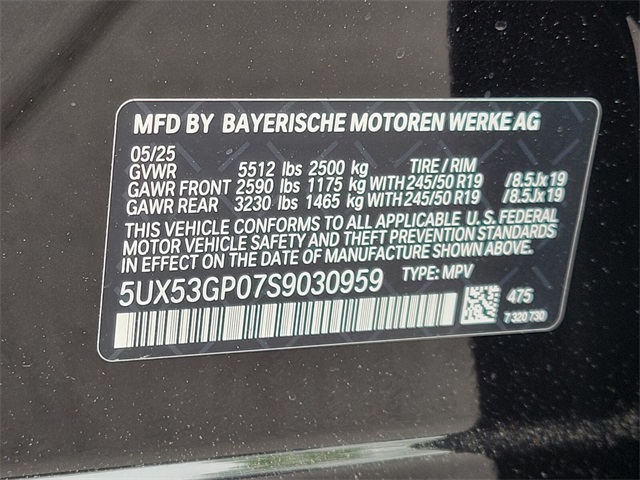 MFD BY BAYERISCHE MOTOREN WERKE AG
05/25
GVWR 5512 lbs 2500 kg TIRE / RIM
GAWR FRONT 2590 lbs 1175 kg WITH 245/50 R19 /8.5Jx19
GAWR REAR 3230 lbs 1465 kg WITH 245/50 R19 /8.5Jx19
THIS VEHICLE CONFORMS TO ALL APPLICABLE U.S. FEDERAL
MOTOR VEHICLE SAFETY AND THEFT PREVENTION STANDARDS
IN EFFECT ON THE DATE OF MANUFACTURE SHOWN ABOVE.
5UX53GP07S9030959 TYPE: MPV
475
7 320 730